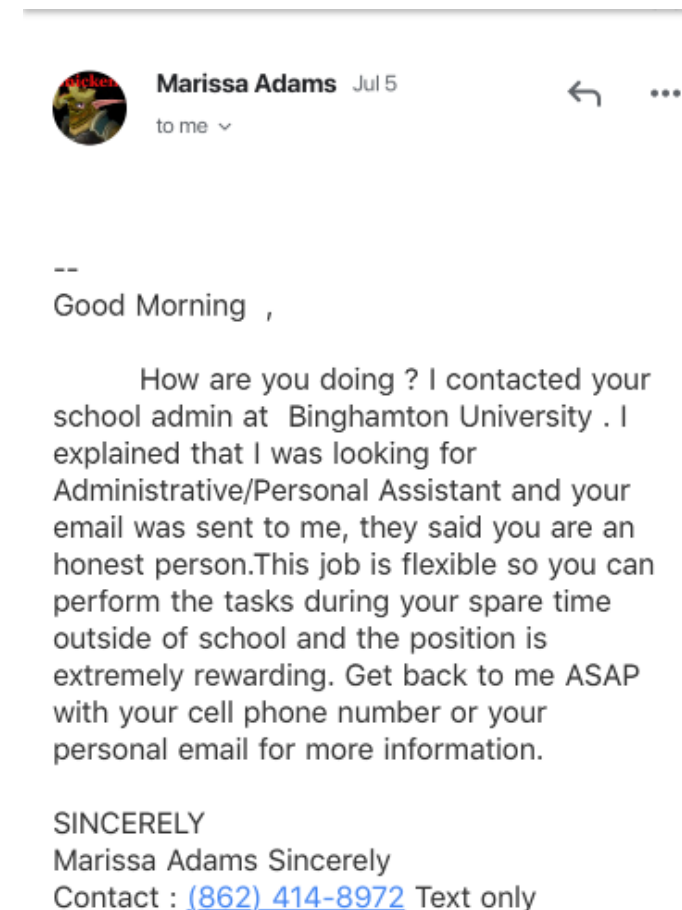 Marissa Adams Jul 5
to me
--
Good Morning ,
How are you doing ? I contacted your
school admin at Binghamton University . I
explained that I was looking for
Administrative/Personal Assistant and your
email was sent to me, they said you are an
honest person.This job is flexible so you can
perform the tasks during your spare time
outside of school and the position is
extremely rewarding. Get back to me ASAP
with your cell phone number or your
personal email for more information.
SINCERELY
Marissa Adams Sincerely
Contact : (862) 414-8972 Text only